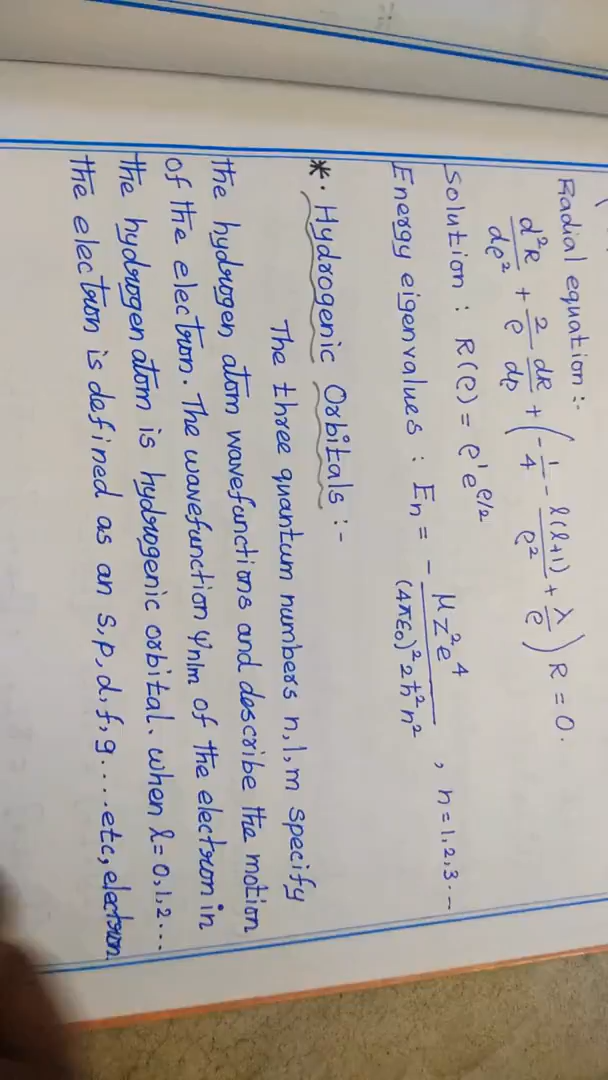 Radial equation :-
d²R/dρ² + 2/ρ dR/dρ + (-1/4 - l(l+1)/ρ² + λ/ρ) R = 0.
Solution : R(ρ) = ρ¹ e^ρ/2
Energy eigenvalues : En = - μz²e⁴/(4πε₀)²2ħ²n² , n = 1,2,3...
*. Hydrogenic Orbitals :-
The three quantum numbers n,l,m specify
the hydrogen atom wavefunctions and describe the motion
of the electron. The wavefunction ψnlm of the electron in
the hydrogen atom is hydrogenic orbital. when l=0,1,2...
the electron is defined as an s,p,d,f,g....etc, electron